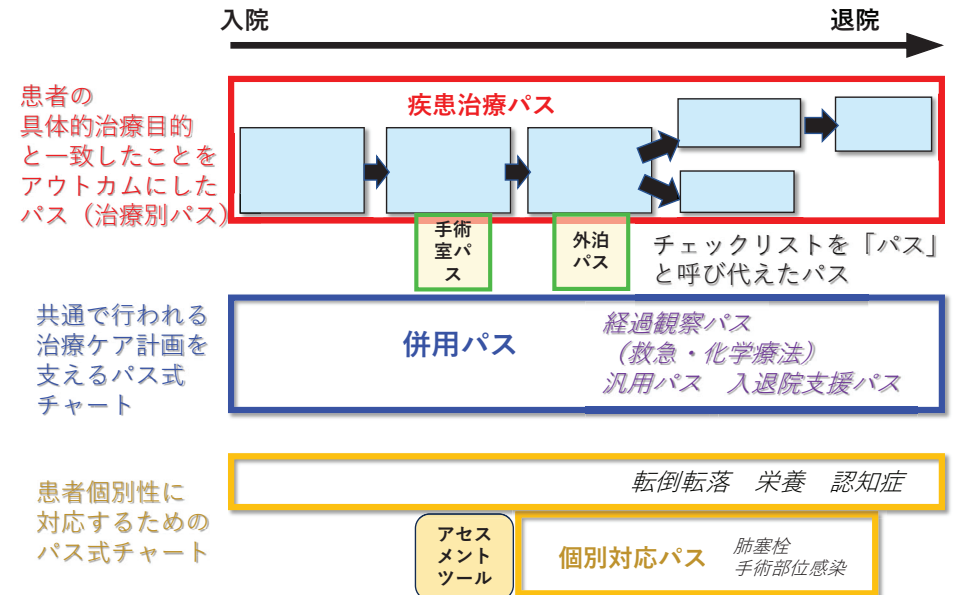 入院
退院
患者の
具体的治療目的
と一致したことを
アウトカムにした
パス（治療別パス）
疾患治療パス
手術
室パ
ス
外泊
パス
チェックリストを「パス」
と呼び代えたパス
共通で行われる
治療ケア計画を
支えるパス式
チャート
併用パス
経過観察パス
（救急・化学療法）
汎用パス　入退院支援パス
患者個別性に
対応するための
パス式チャート
転倒転落　栄養　認知症
アセス
メント
ツール
個別対応パス
肺塞栓
手術部位感染